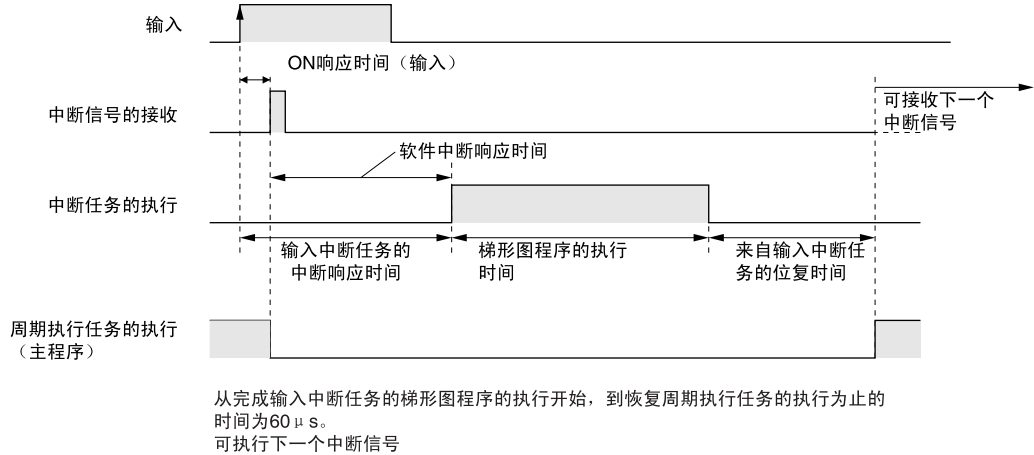 输入
ON响应时间（输入）
中断信号的接收
可接收下一个
中断信号
软件中断响应时间
中断任务的执行
输入中断任务的
中断响应时间
梯形图程序的执行
时间
来自输入中断任
务的位复时间
周期执行任务的执行
（主程序）
从完成输入中断任务的梯形图程序的执行开始，到恢复周期执行任务的执行为止的
时间为60μs。
可执行下一个中断信号